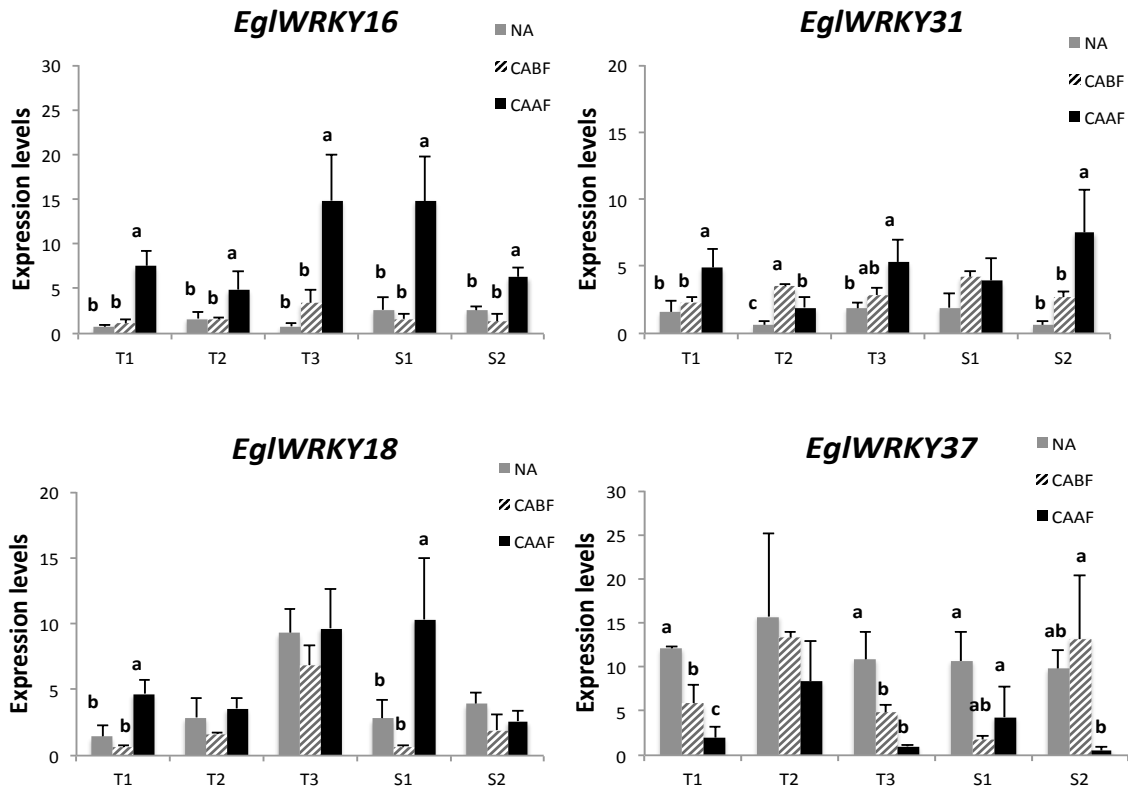 EglWRKY16
NA
CABF
CAAF
Expression levels
30
25
20
15
10
5
0
b b a
b b a
b b a
b b a
b b a
T1 T2 T3 S1 S2
EglWRKY31
NA
CABF
CAAF
Expression levels
20
15
10
5
0
b b a
c a b
b ab a
b b a
T1 T2 T3 S1 S2
EglWRKY18
NA
CABF
CAAF
Expression levels
20
15
10
5
0
b b a
b b a
T1 T2 T3 S1 S2
EglWRKY37
NA
CABF
CAAF
Expression levels
30
25
20
15
10
5
0
a b c
a b b
a ab a
ab a b
T1 T2 T3 S1 S2